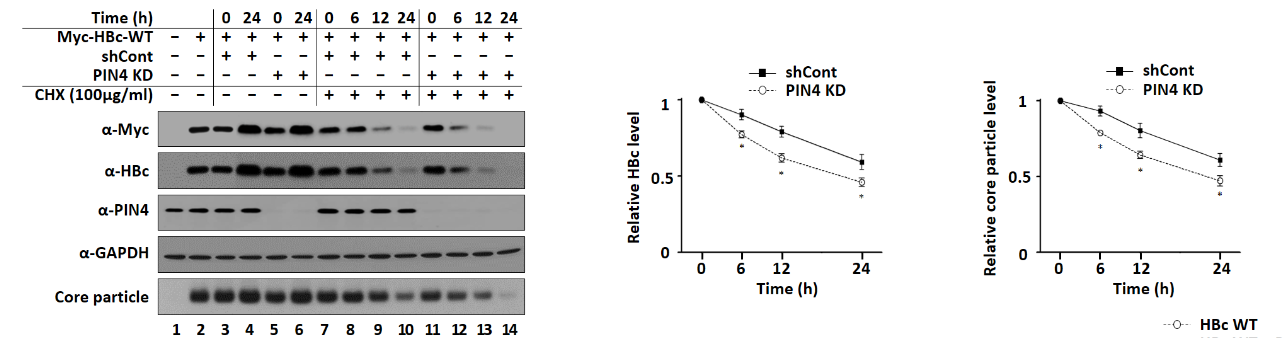 Time (h) 0 24 0 24 0 6 12 24 0 6 12 24
Myc-HBc-WT – + + + + + + + + + + + + +
shCont – – + + – – + + + + – – – –
PIN4 KD – – – – + + – – – – + + + +
CHX (100µg/ml) – – – – – – + + + + + + + +
α-Myc
α-HBc
α-PIN4
α-GAPDH
Core particle
1 2 3 4 5 6 7 8 9 10 11 12 13 14
shCont
PIN4 KD
Relative HBc level
1
0.5
0
* * *
0 6 12 24
Time (h)
shCont
PIN4 KD
Relative core particle level
1
0.5
0
* * *
0 6 12 24
Time (h)
HBc WT